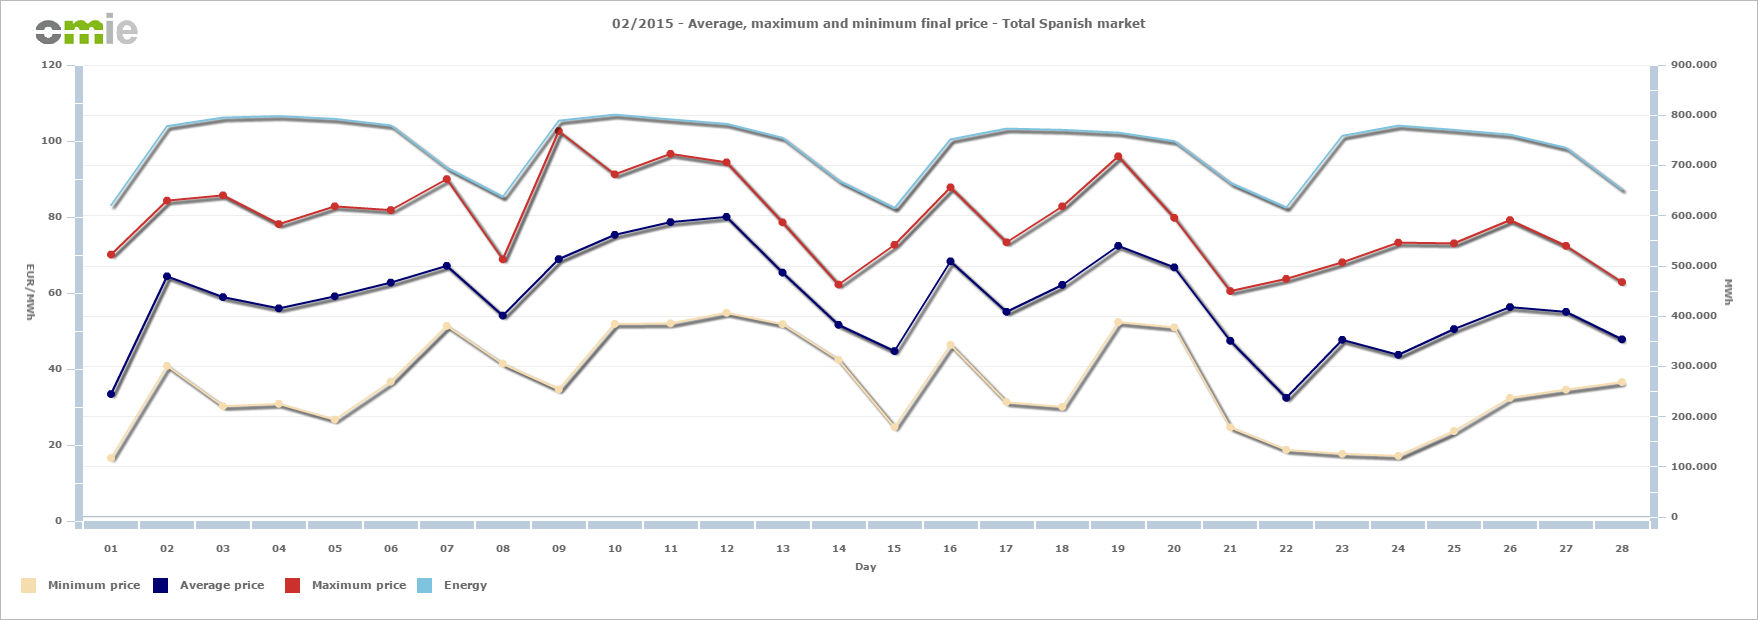 omie
02/2015 - Average, maximum and minimum final price - Total Spanish market
120
100
80
60
40
20
0
EUR/MWh
900.000
800.000
700.000
600.000
500.000
400.000
300.000
200.000
100.000
0
MWh
01 02 03 04 05 06 07 08 09 10 11 12 13 14 15 16 17 18 19 20 21 22 23 24 25 26 27 28
Day
Minimum price Average price Maximum price Energy